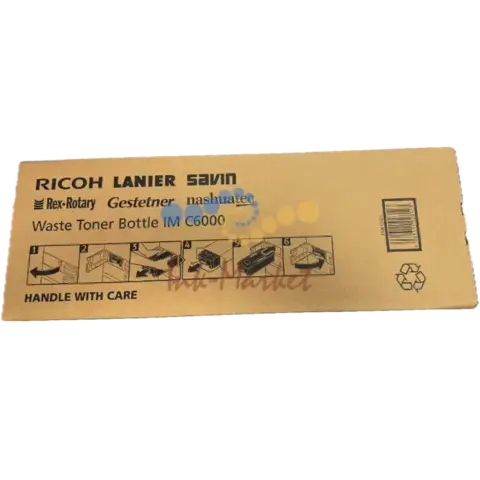 RICOH LANIER savin
Rex-Rotary Gestetner nashuatec
Waste Toner Bottle IM C6000
1 2 3 4 5 6
Ink-Market
HANDLE WITH CARE